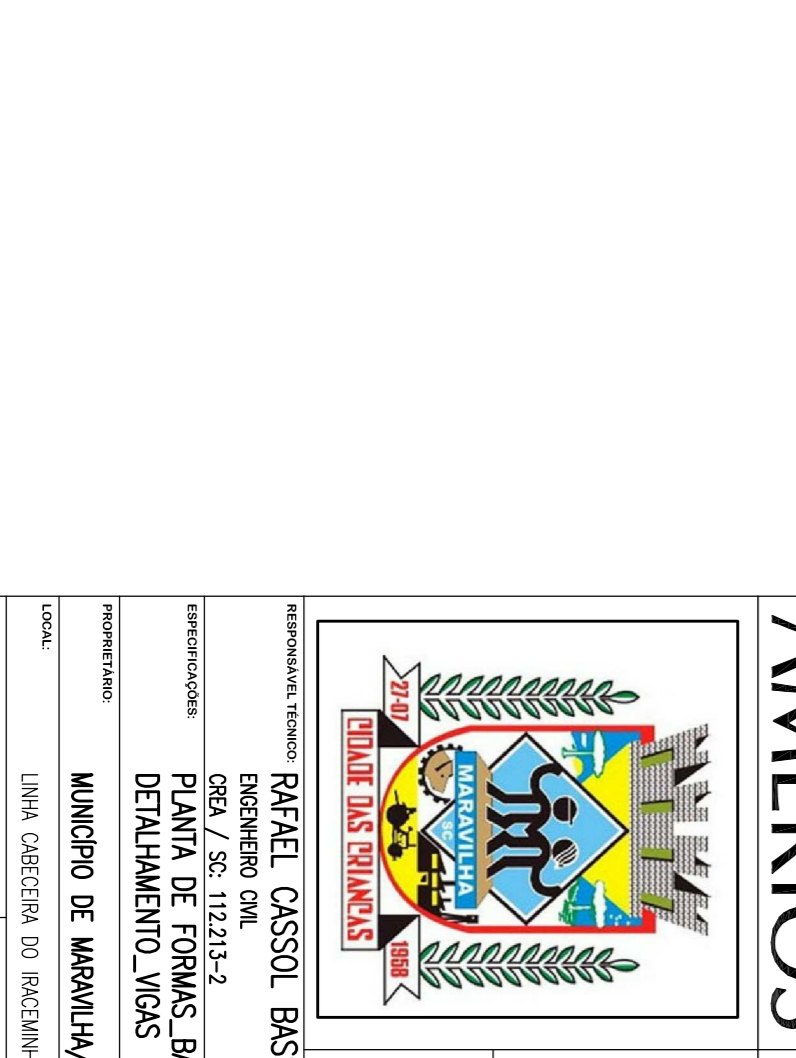 AMENTOS
MARAVILHA
SC
27-07
CIDADE DAS CRIANÇAS
1958
RESPONSÁVEL TÉCNICO: RAFAEL CASSOL BAS
ENGENHEIRO CIVIL
CREA / SC: 112.213-2
ESPECIFICAÇÕES: PLANTA DE FORMAS_BA
DETALHAMENTO_VIGAS
PROPRIETÁRIO: MUNICÍPIO DE MARAVILHA/
LOCAL: LINHA CABECEIRA DO IRACEMINH